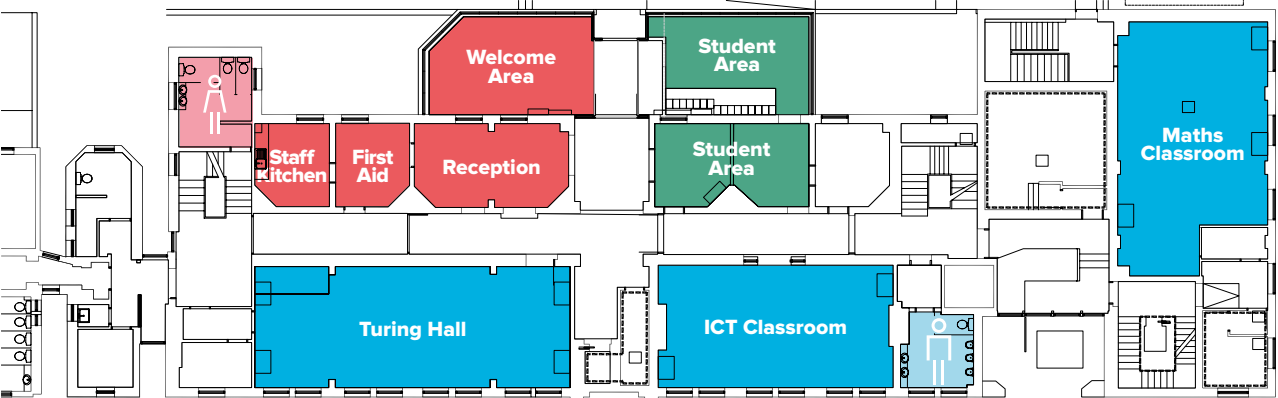 Welcome
Area
Student
Area
Staff
Kitchen
First
Aid
Reception
Student
Area
Maths
Classroom
Turing Hall
ICT Classroom